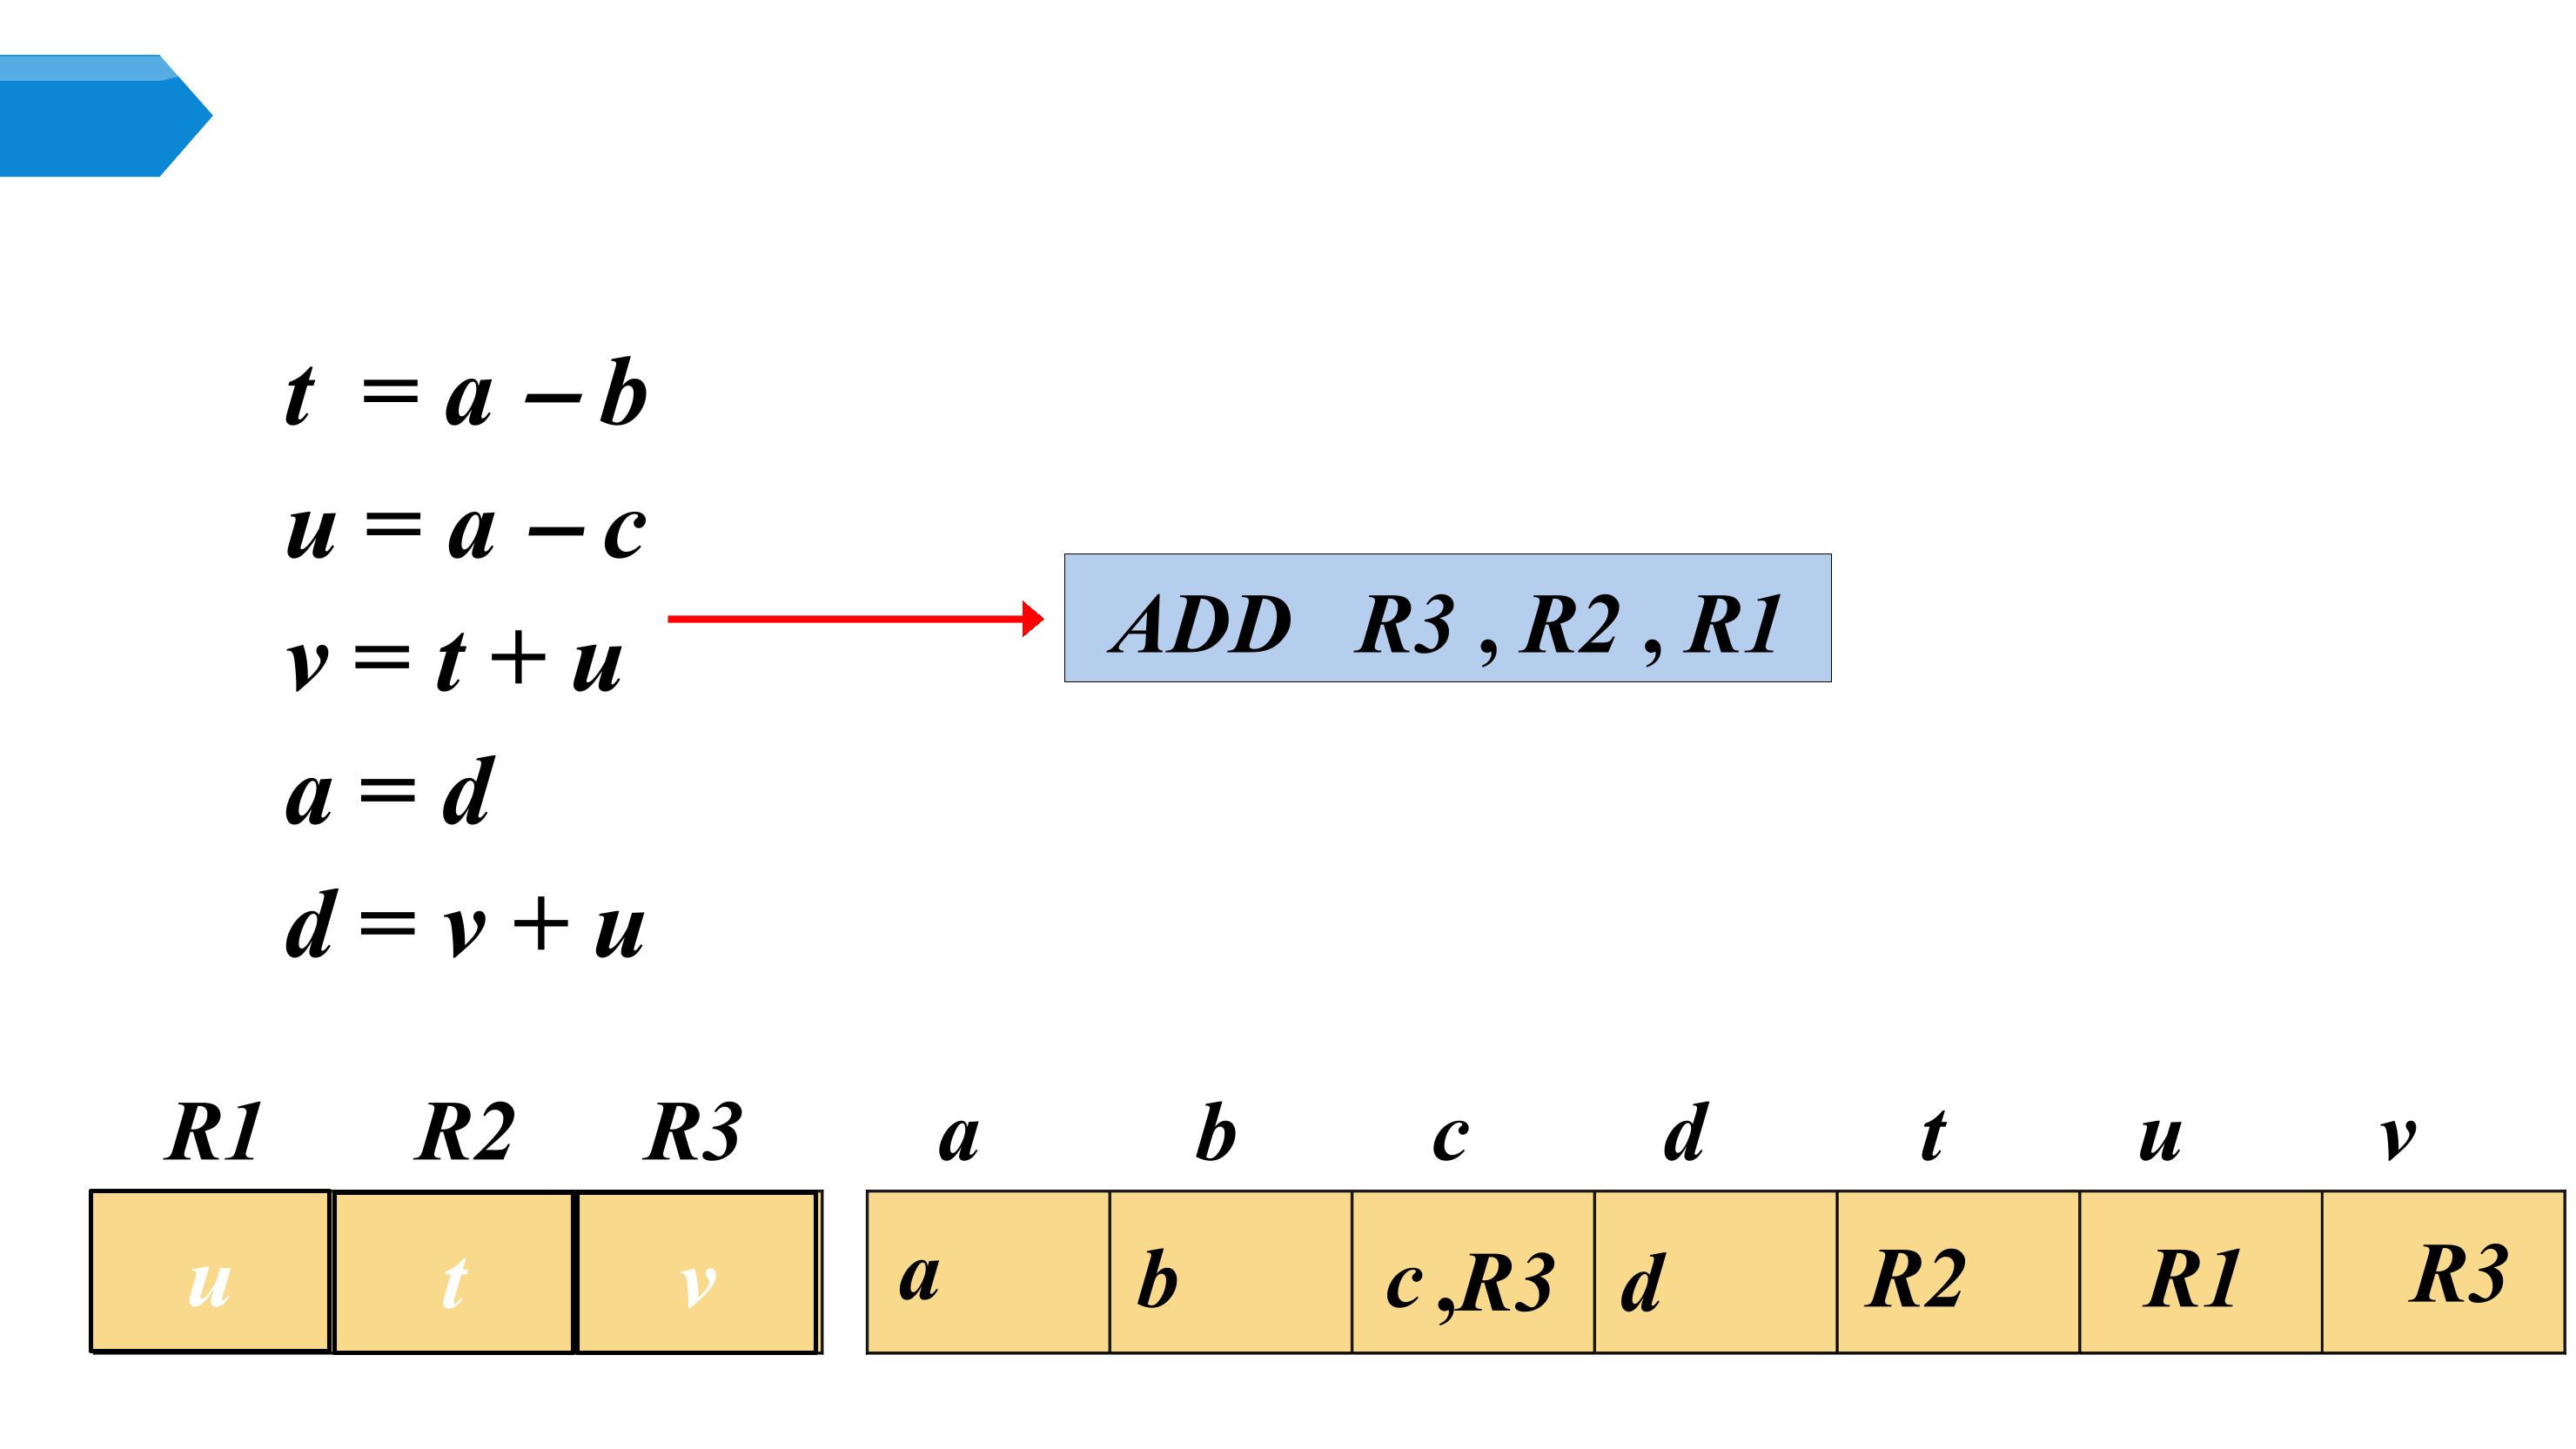 t = a – b
u = a – c
v = t + u
a = d
d = v + u
ADD R3 , R2 , R1
R1 R2 R3 a b c d t u v
u t v a b c ,R3 d R2 R1 R3